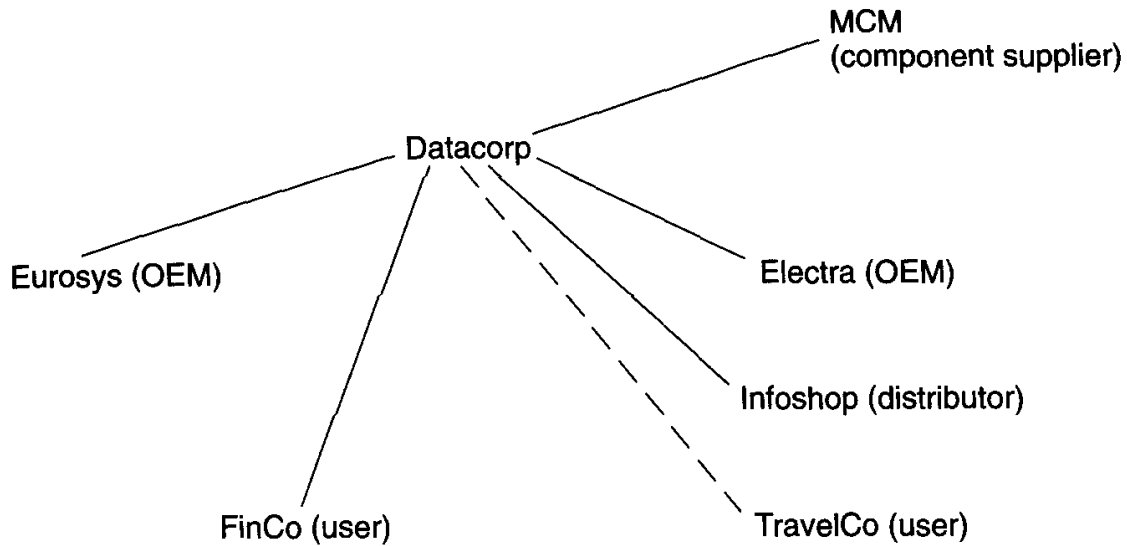 MCM
(component supplier)
Datacorp
Eurosys (OEM)
Electra (OEM)
Infoshop (distributor)
FinCo (user)
TravelCo (user)